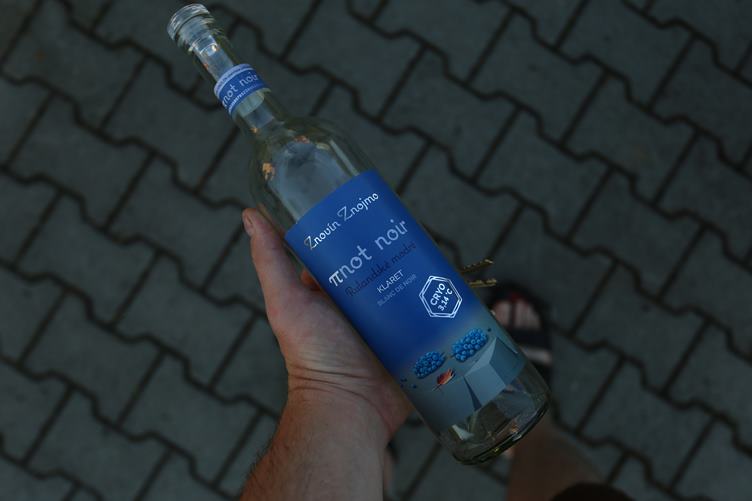 πnot noir
Znovín Znojmo
πnot noir
Rulandské modré
KLARET
BLANC DE NOIR
CRYO
3,14 °C